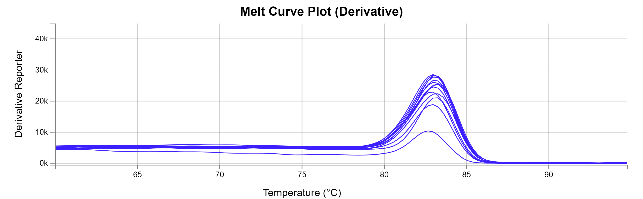 Melt Curve Plot (Derivative)
40k
30k
20k
10k
0k
Derivative Reporter
65
70
75
80
85
90
Temperature (°C)